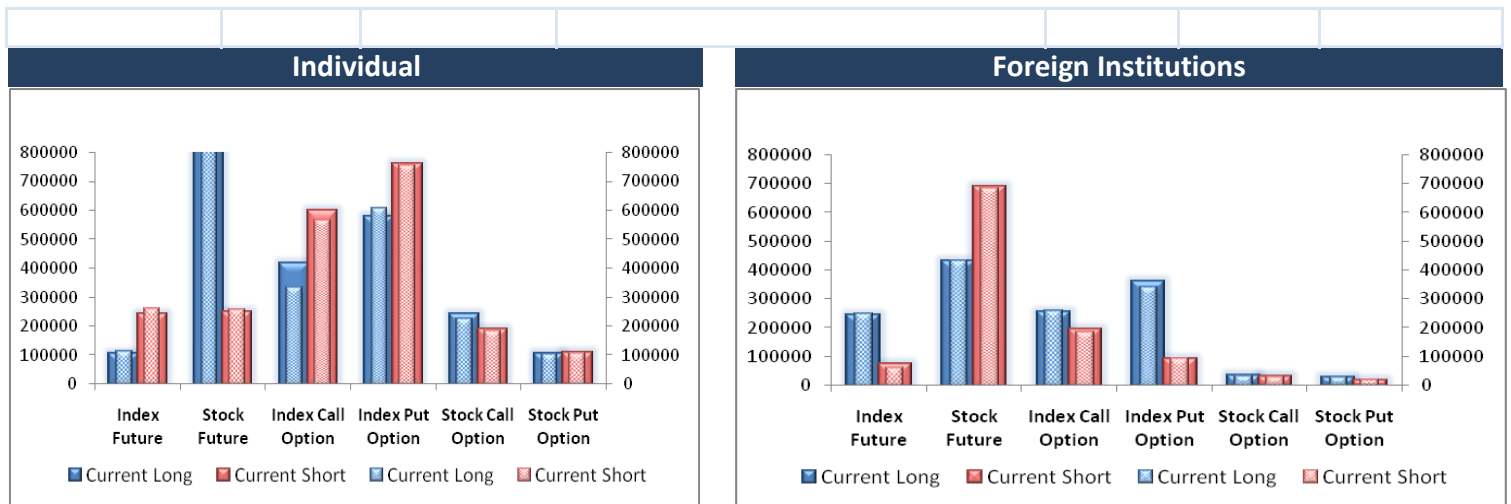 Individual
800000
700000
600000
500000
400000
300000
200000
100000
0
800000
700000
600000
500000
400000
300000
200000
100000
0
Index Future
Stock Future
Index Call Option
Index Put Option
Stock Call Option
Stock Put Option
Current Long Current Short Current Long Current Short
Foreign Institutions
800000
700000
600000
500000
400000
300000
200000
100000
0
800000
700000
600000
500000
400000
300000
200000
100000
0
Index Future
Stock Future
Index Call Option
Index Put Option
Stock Call Option
Stock Put Option
Current Long Current Short Current Long Current Short